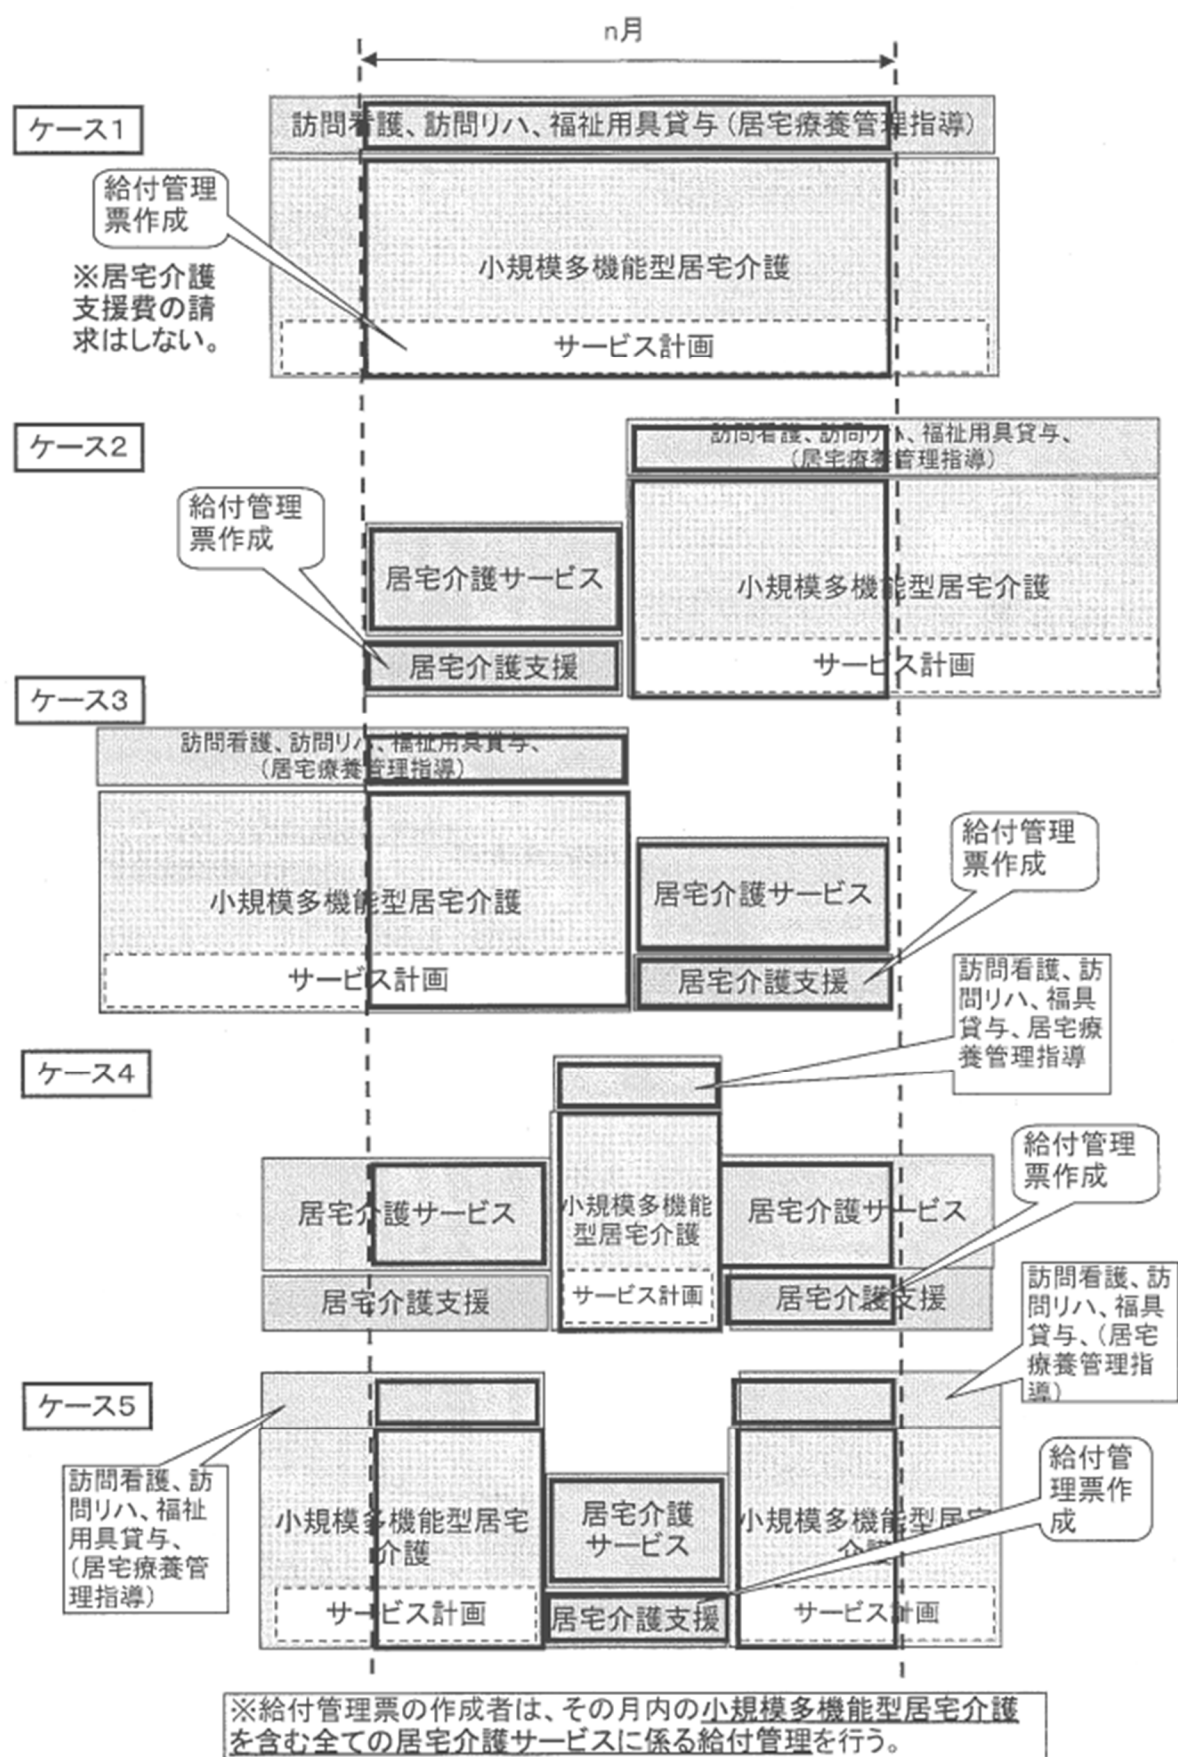 n月
ケース1
訪問看護、訪問リハ、福祉用具貸与(居宅療養管理指導)
給付管理
票作成
※居宅介護
支援費の請
求はしない。
小規模多機能型居宅介護
サービス計画
ケース2
訪問看護、訪問リハ、福祉用具貸与、
(居宅療養管理指導)
給付管理
票作成
居宅介護サービス
小規模多機能型居宅介護
居宅介護支援
サービス計画
ケース3
訪問看護、訪問リハ、福祉用具貸与、
(居宅療養管理指導)
給付管理
票作成
小規模多機能型居宅介護
居宅介護サービス
サービス計画
居宅介護支援
訪問看護、訪
問リハ、福具
貸与、居宅療
養管理指導
ケース4
給付管理
票作成
居宅介護サービス
小規模多機能
型居宅介護
居宅介護サービス
居宅介護支援
サービス計画
居宅介護支援
訪問看護、訪
問リハ、福具
貸与、(居宅
療養管理指
導)
ケース5
訪問看護、訪
問リハ、福祉
用具貸与、
(居宅療養管
理指導)
給付管
理票作
成
小規模多機能型居宅
介護
居宅介護
サービス
小規模多機能型居宅
介護
サービス計画
居宅介護支援
サービス計画
※給付管理票の作成者は、その月内の小規模多機能型居宅介護
を含む全ての居宅介護サービスに係る給付管理を行う。